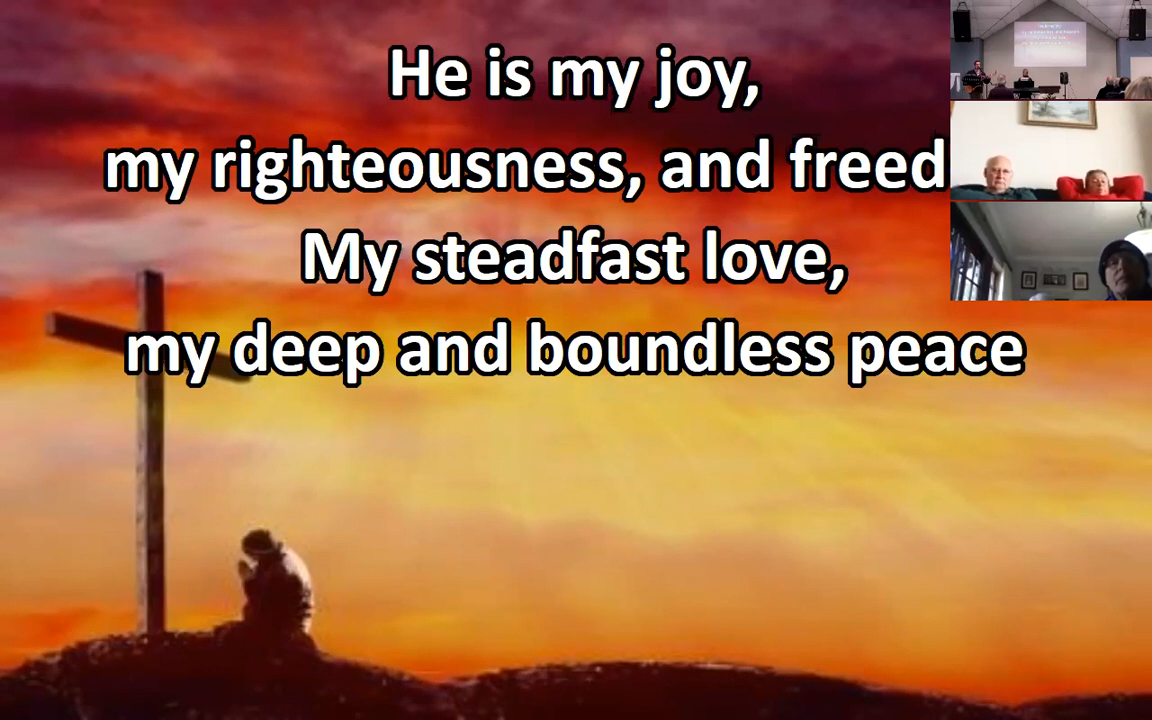 He is my joy,
my righteousness, and freed
My steadfast love,
my deep and boundless peace